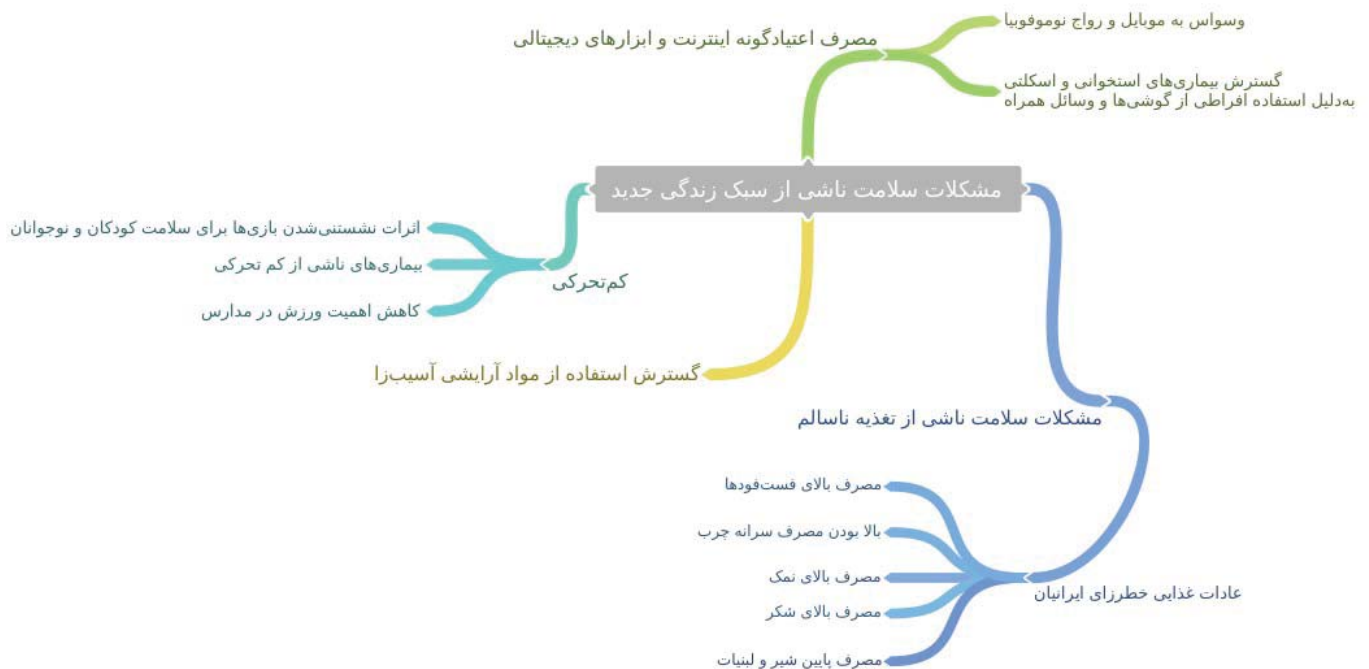 وسواس به موبایل و رواج نوموفوبیا
مصرف اعتیادگونه اینترنت و ابزارهای دیجیتالی
گسترش بیماری‌های استخوانی و اسکلتی
به‌دلیل استفاده افراطی از گوشی‌ها و وسائل همراه
مشکلات سلامت ناشی از سبک زندگی جدید
اثرات نشستنی‌شدن بازی‌ها برای سلامت کودکان و نوجوانان
بیماری‌های ناشی از کم تحرکی
کم‌تحرکی
کاهش اهمیت ورزش در مدارس
گسترش استفاده از مواد آرایشی آسیب‌زا
مشکلات سلامت ناشی از تغذیه ناسالم
مصرف بالای فست‌فودها
بالا بودن مصرف سرانه چرب
مصرف بالای نمک
عادات غذایی خطرزای ایرانیان
مصرف بالای شکر
مصرف پایین شیر و لبنیات